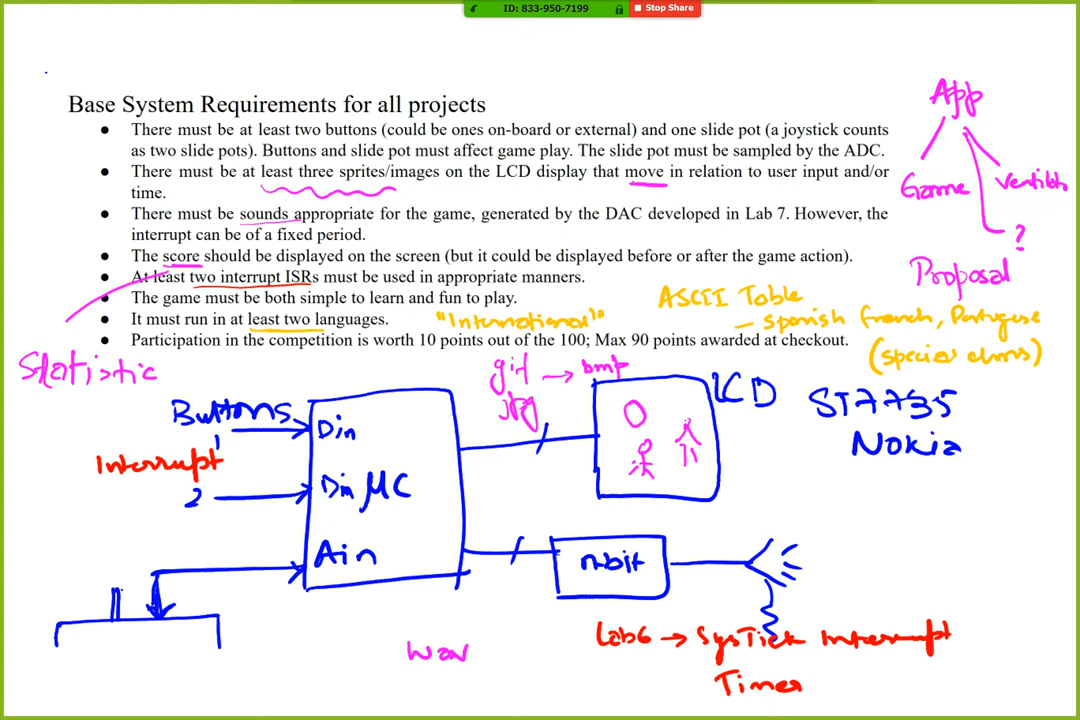 ID: 833-950-7199 Stop Share
Base System Requirements for all projects
● There must be at least two buttons (could be ones on-board or external) and one slide pot (a joystick counts
as two slide pots). Buttons and slide pot must affect game play. The slide pot must be sampled by the ADC.
● There must be at least three sprites/images on the LCD display that move in relation to user input and/or
time.
● There must be sounds appropriate for the game, generated by the DAC developed in Lab 7. However, the
interrupt can be of a fixed period.
● The score should be displayed on the screen (but it could be displayed before or after the game action).
● At least two interrupt ISRs must be used in appropriate manners.
● The game must be both simple to learn and fun to play.
● It must run in at least two languages.
● Participation in the competition is worth 10 points out of the 100; Max 90 points awarded at checkout.
App
Game
?
Proposal
ASCII Table
"International"
- Spanish French, Portugese
(special chars)
Statistic
gif → bmp
jpg
LCD
ST7735
Nokia
Buttons
1
Din
Interrupt
2
Din μC
Ain
n-bit
Lab6 → SysTick Interrupt
Timer
wav